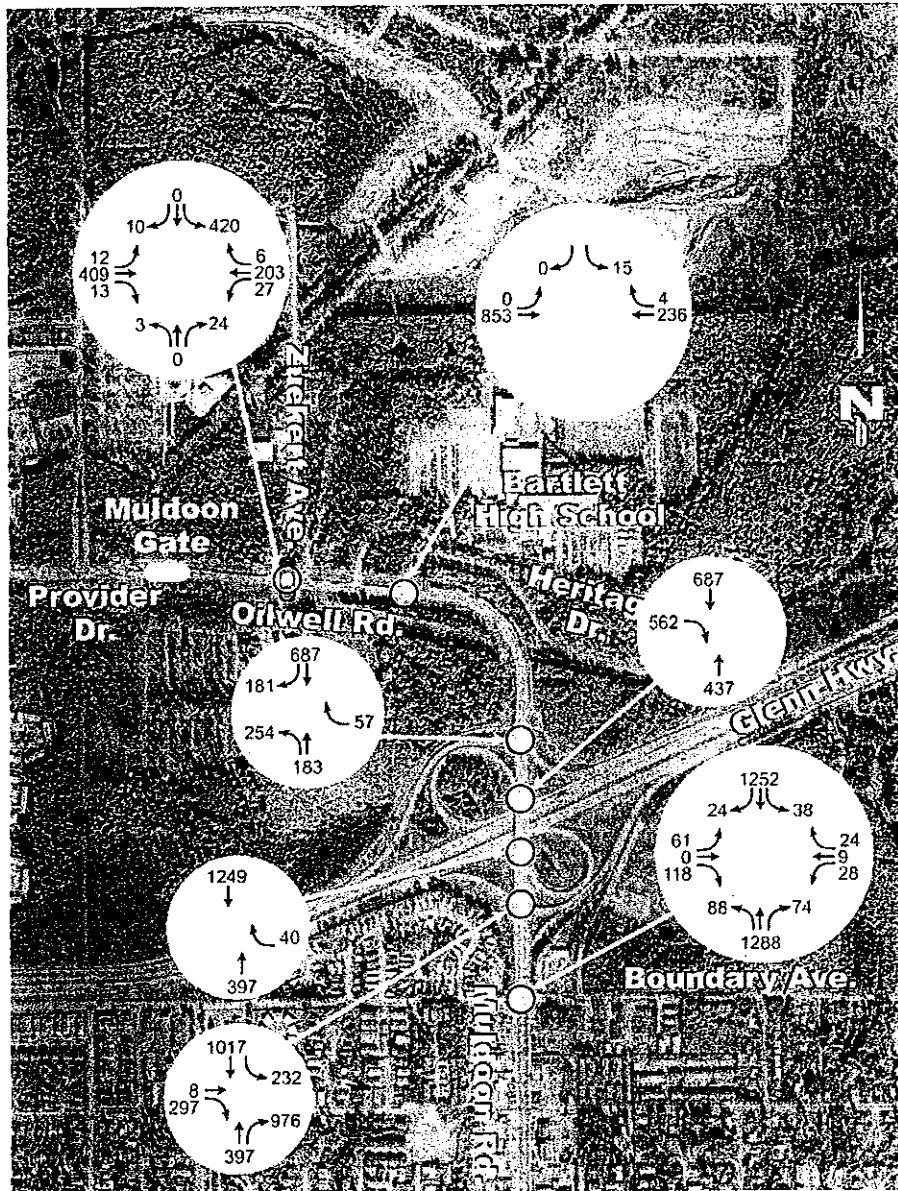 0
10 420
12 6
409 203
13 27
3 24
0
0 15
0 4
853 236
N
Zuckert Ave.
Bartlett
High School
Muldoon
Gate
Provider
Dr.
Oilwell Rd.
Heritage
Dr.
687
562
437
Glenn Hwy.
687
181
57
254
183
1252
24 38
61 24
0 9
118 28
88 74
1288
Boundary Ave.
1249
40
397
Muldoon Rd.
1017
232
8
297
976
397